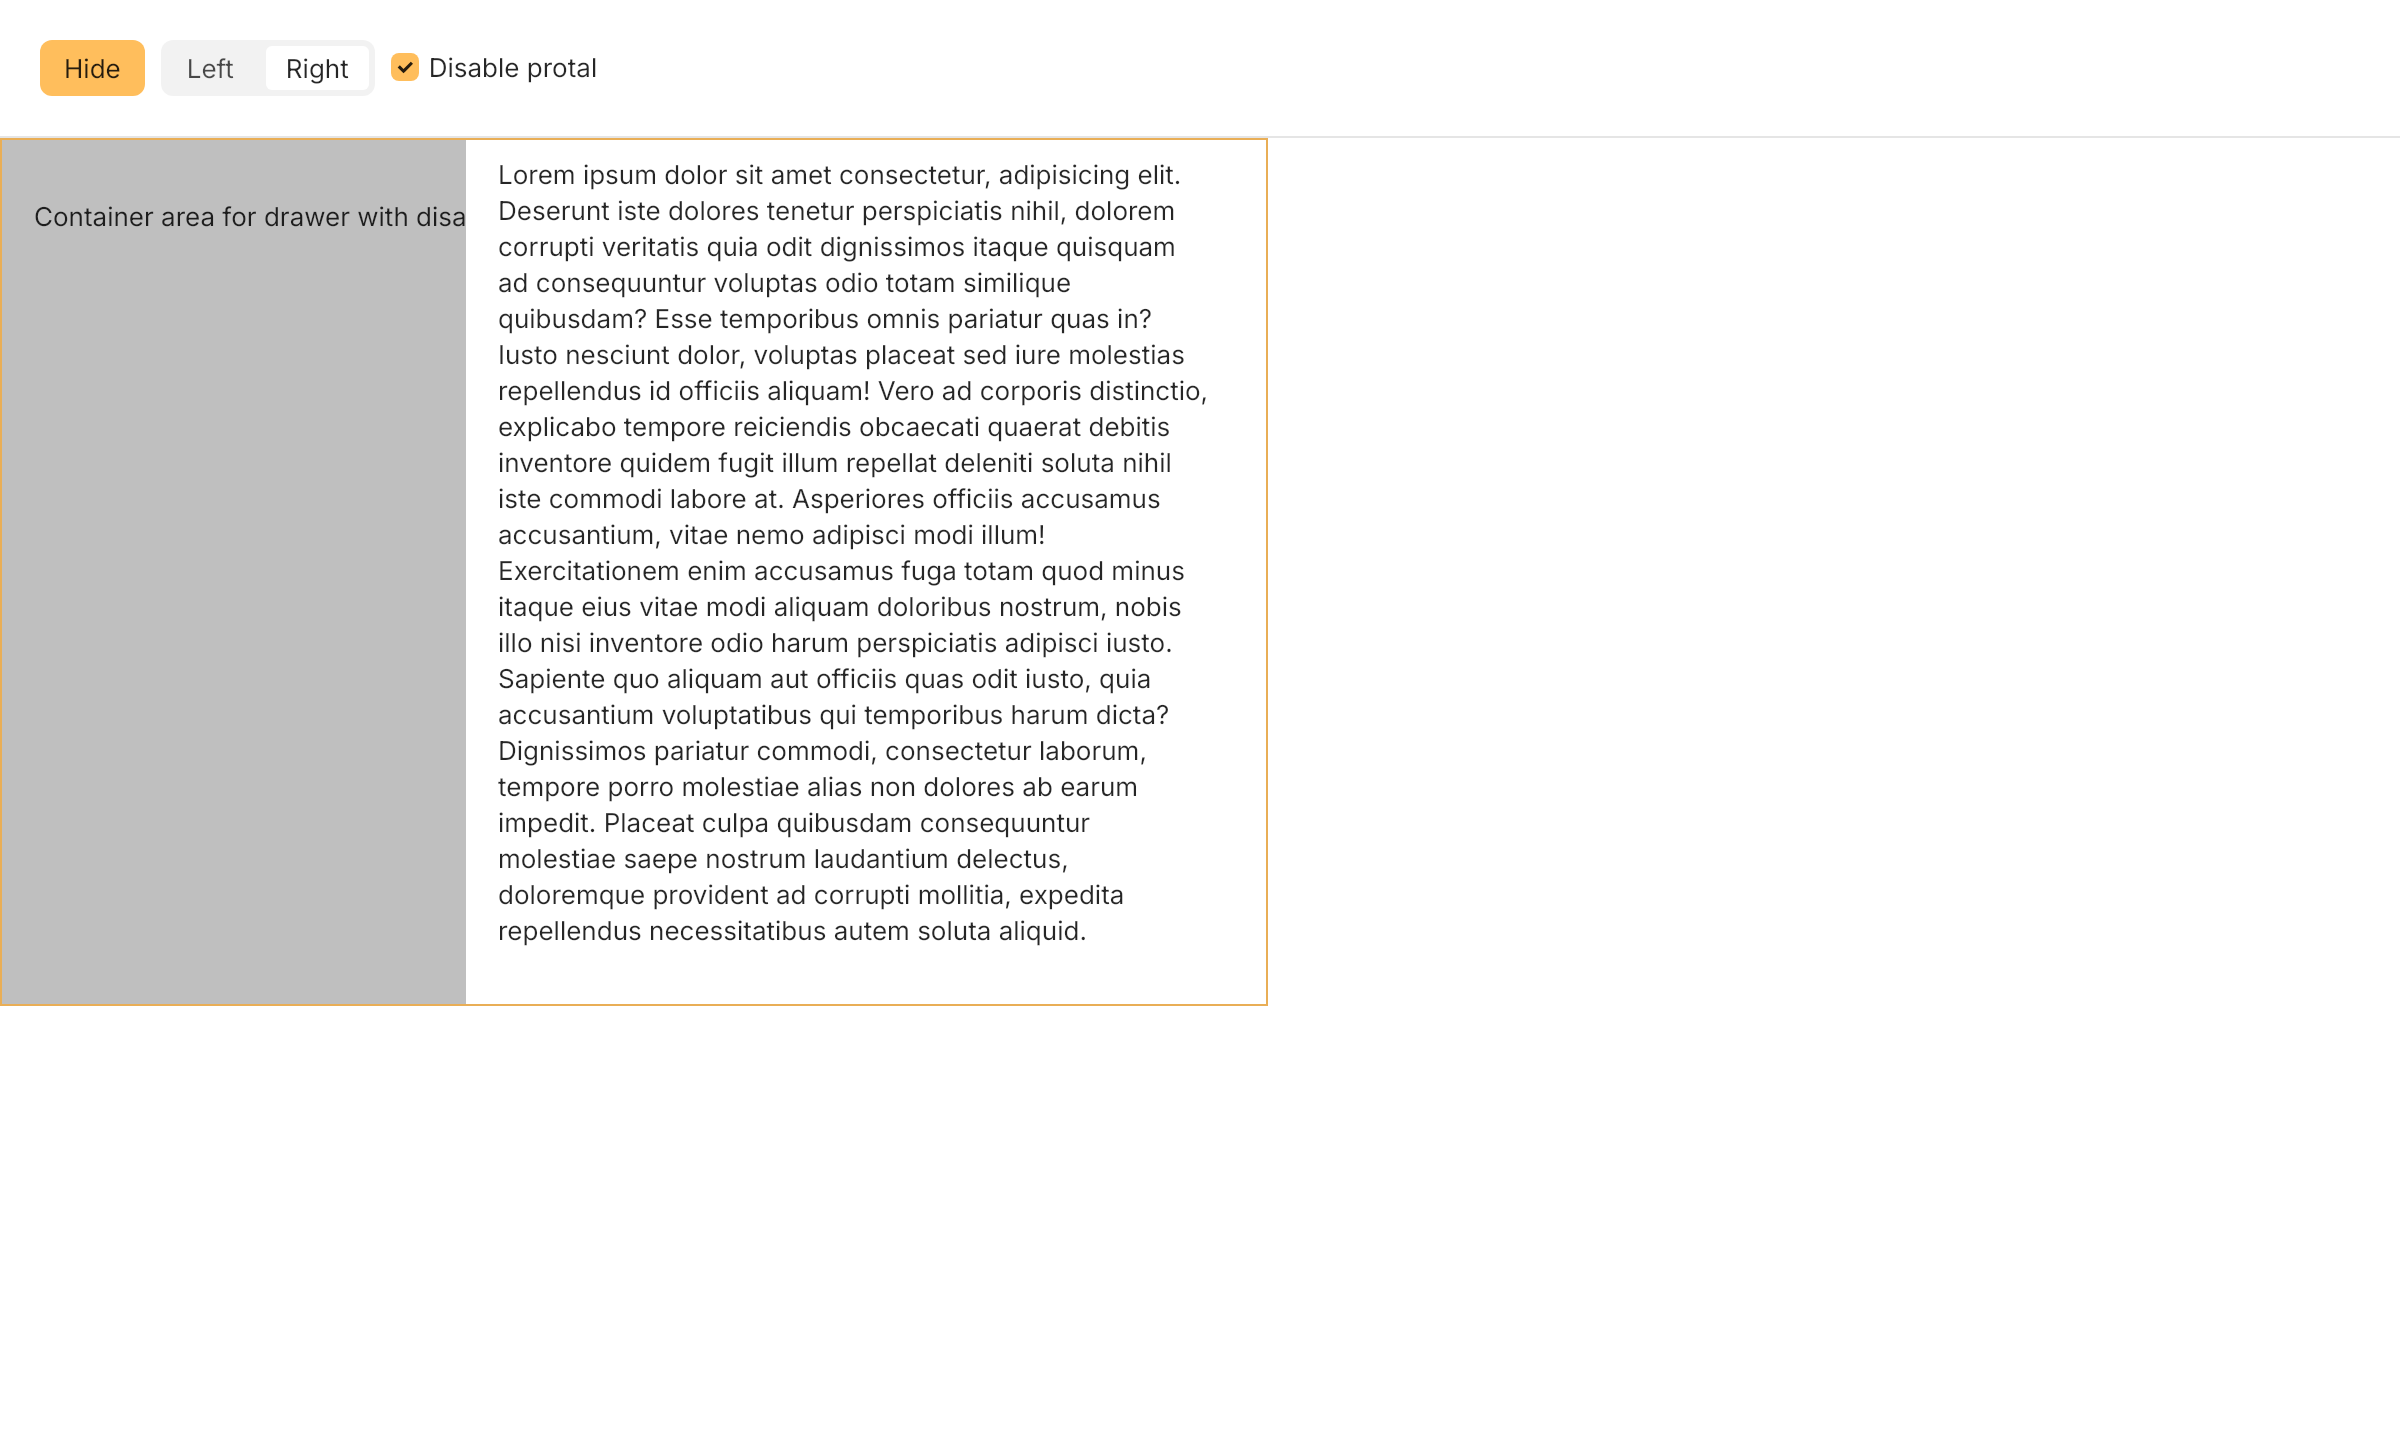 Hide Left Right Disable protal
Container area for drawer with disa
Lorem ipsum dolor sit amet consectetur, adipisicing elit.
Deserunt iste dolores tenetur perspiciatis nihil, dolorem
corrupti veritatis quia odit dignissimos itaque quisquam
ad consequuntur voluptas odio totam similique
quibusdam? Esse temporibus omnis pariatur quas in?
Iusto nesciunt dolor, voluptas placeat sed iure molestias
repellendus id officiis aliquam! Vero ad corporis distinctio,
explicabo tempore reiciendis obcaecati quaerat debitis
inventore quidem fugit illum repellat deleniti soluta nihil
iste commodi labore at. Asperiores officiis accusamus
accusantium, vitae nemo adipisci modi illum!
Exercitationem enim accusamus fuga totam quod minus
itaque eius vitae modi aliquam doloribus nostrum, nobis
illo nisi inventore odio harum perspiciatis adipisci iusto.
Sapiente quo aliquam aut officiis quas odit iusto, quia
accusantium voluptatibus qui temporibus harum dicta?
Dignissimos pariatur commodi, consectetur laborum,
tempore porro molestiae alias non dolores ab earum
impedit. Placeat culpa quibusdam consequuntur
molestiae saepe nostrum laudantium delectus,
doloremque provident ad corrupti mollitia, expedita
repellendus necessitatibus autem soluta aliquid.